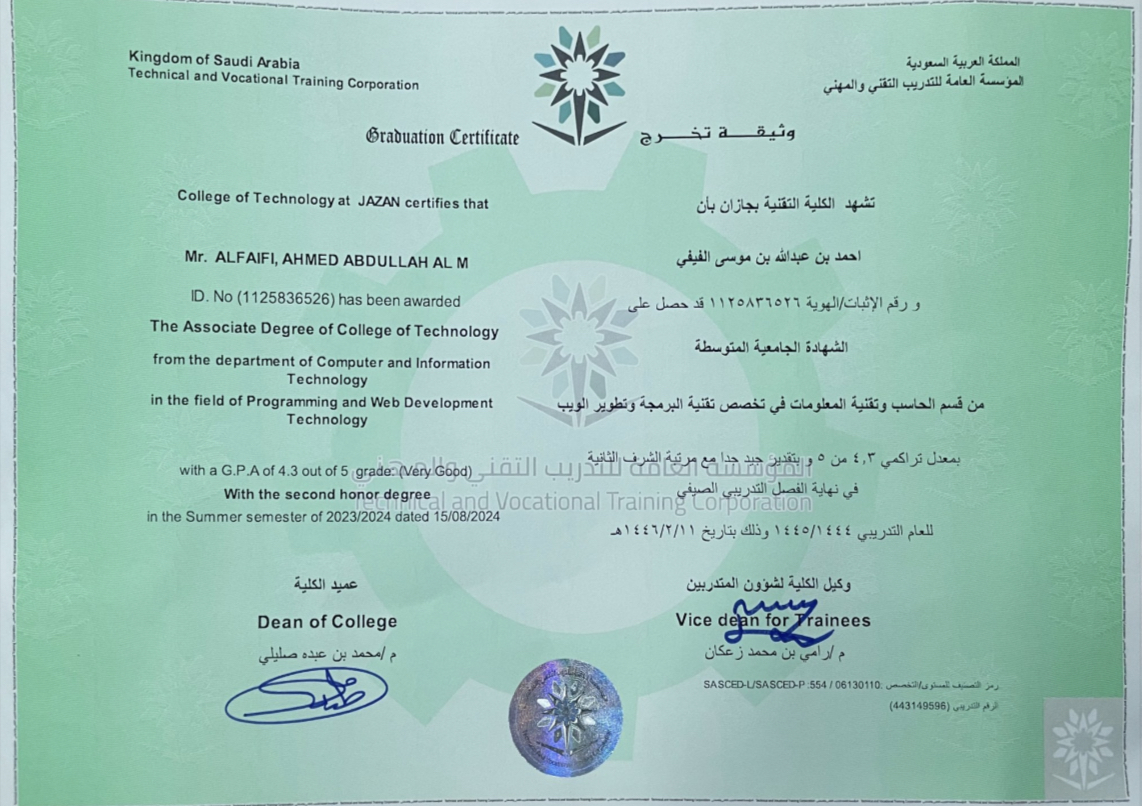 Kingdom of Saudi Arabia
Technical and Vocational Training Corporation
المملكة العربية السعودية
المؤسسة العامة للتدريب التقني والمهني
Graduation Certificate
وثيقـــة تخـــرج
College of Technology at JAZAN certifies that
تشهد الكلية التقنية بجازان بأن
Mr. ALFAIFI, AHMED ABDULLAH AL M
احمد بن عبدالله بن موسى الفيفي
ID. No (1125836526) has been awarded
و رقم الإثبات/الهوية ١١٢٥٨٣٦٥٢٦ قد حصل على
The Associate Degree of College of Technology
الشهادة الجامعية المتوسطة
from the department of Computer and Information
Technology
in the field of Programming and Web Development
Technology
من قسم الحاسب وتقنية المعلومات في تخصص تقنية البرمجة وتطوير الويب
with a G.P.A of 4.3 out of 5 grade: (Very Good)
With the second honor degree
in the Summer semester of 2023/2024 dated 15/08/2024
بمعدل تراكمي ٤,٣ من ٥ و بتقدير جيد جدا مع مرتبة الشرف الثانية
في نهاية الفصل التدريبي الصيفي
للعام التدريبي ١٤٤٥/١٤٤٤ وذلك بتاريخ ١٤٤٦/٢/١١هـ
المؤسسة العامة للتدريب التقني والمهني
Technical and Vocational Training Corporation
عميد الكلية
Dean of College
م /محمد بن عبده صليلي
وكيل الكلية لشؤون المتدربين
Vice dean for Trainees
م /رامي بن محمد زعكان
رمز التصنيف للمستوى/التخصص: SASCED-L/SASCED-P :554 / 06130110
الرقم التدريبي (443149596)